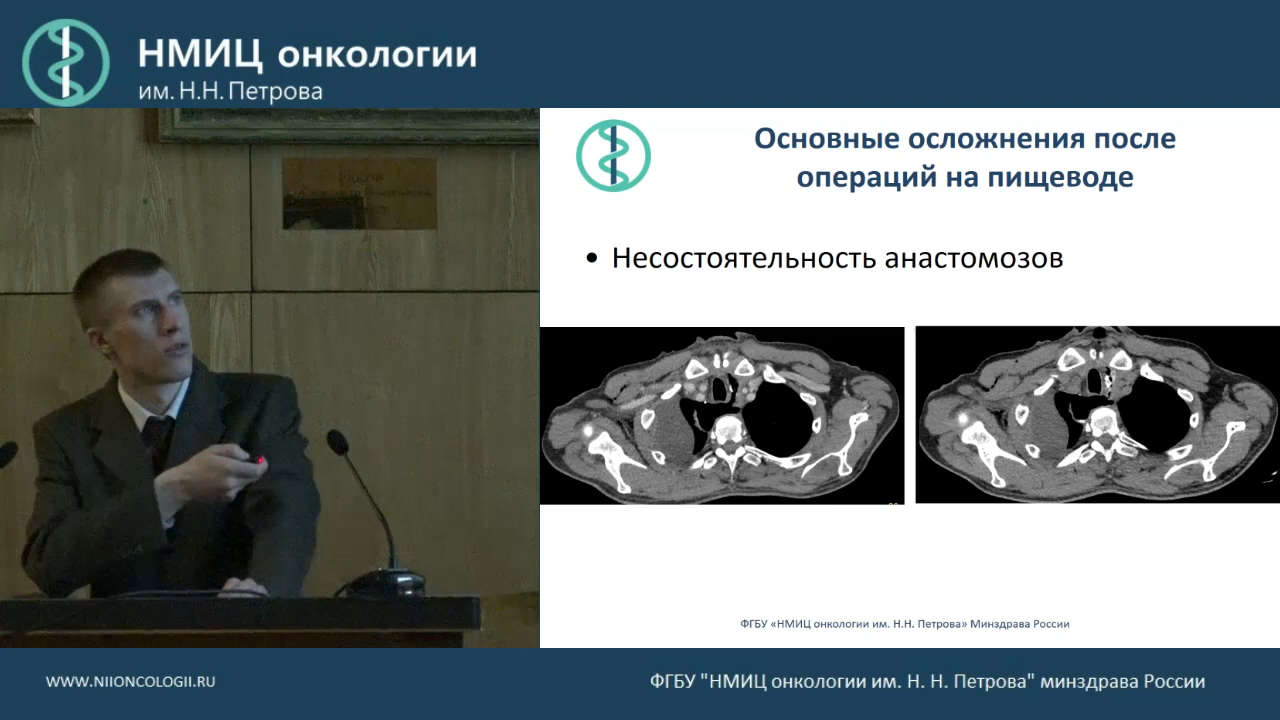 НМИЦ онкологии
им. Н.Н. Петрова
Основные осложнения после
операций на пищеводе
• Несостоятельность анастомозов
ФГБУ «НМИЦ онкологии им. Н.Н. Петрова» Минздрава России
WWW.NIIONCOLOGII.RU
ФГБУ "НМИЦ онкологии им. Н. Н. Петрова" минздрава России